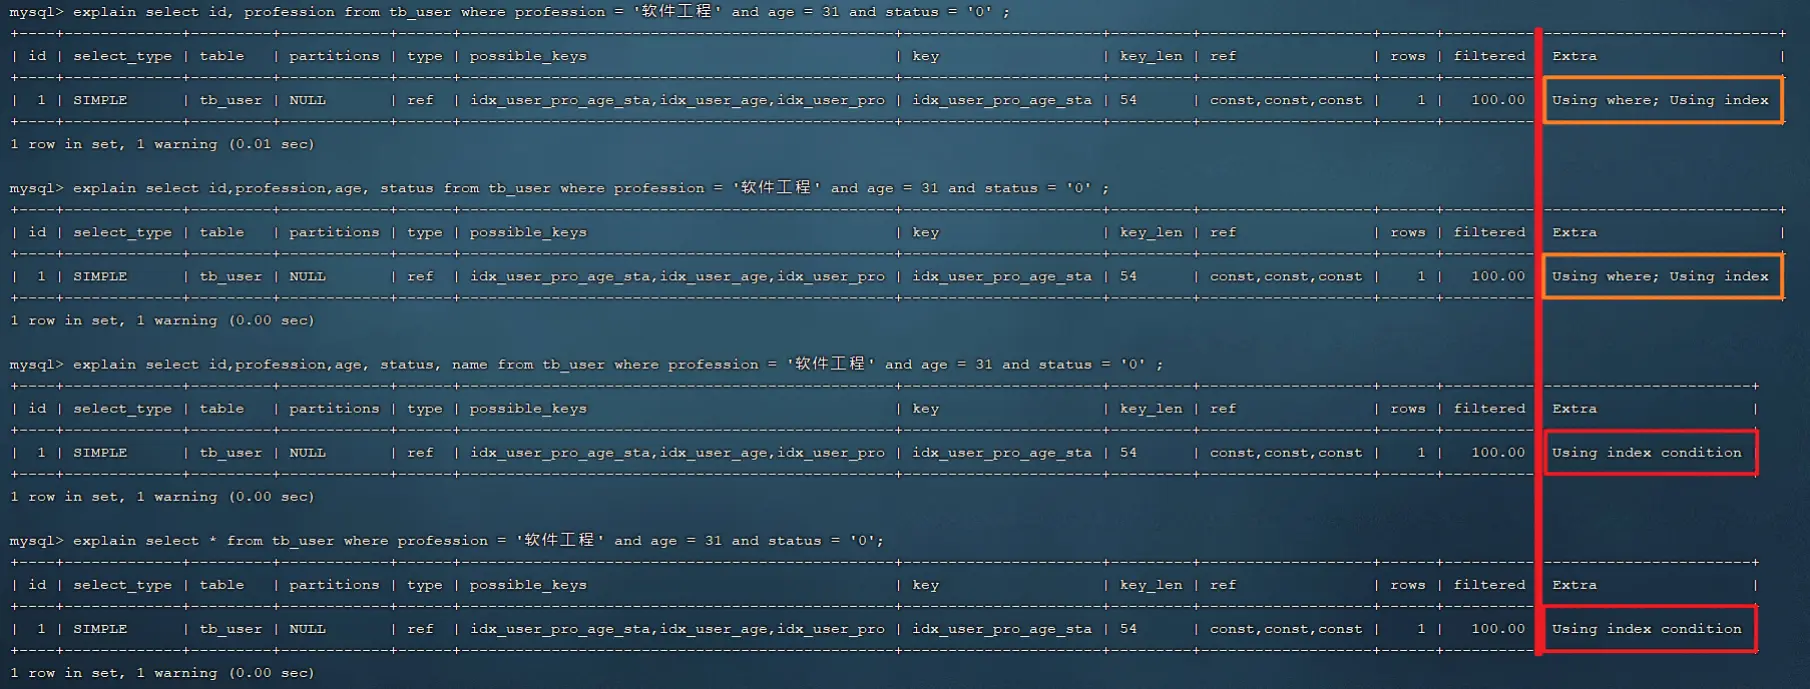 mysql> explain select id, profession from tb_user where profession = '软件工程' and age = 31 and status = '0' ;
+----+-------------+---------+------------+------+------------------------------------------------+----------------------+---------+-------------------+------+----------+--------------------------+
| id | select_type | table   | partitions | type | possible_keys                                  | key                  | key_len | ref               | rows | filtered | Extra                    |
+----+-------------+---------+------------+------+------------------------------------------------+----------------------+---------+-------------------+------+----------+--------------------------+
|  1 | SIMPLE      | tb_user | NULL       | ref  | idx_user_pro_age_sta,idx_user_age,idx_user_pro | idx_user_pro_age_sta | 54      | const,const,const |    1 |   100.00 | Using where; Using index
+----+-------------+---------+------------+------+------------------------------------------------+----------------------+---------+-------------------+------+----------+--------------------------+
1 row in set, 1 warning (0.01 sec)
mysql> explain select id,profession,age, status from tb_user where profession = '软件工程' and age = 31 and status = '0' ;
+----+-------------+---------+------------+------+------------------------------------------------+----------------------+---------+-------------------+------+----------+--------------------------+
| id | select_type | table   | partitions | type | possible_keys                                  | key                  | key_len | ref               | rows | filtered | Extra                    |
+----+-------------+---------+------------+------+------------------------------------------------+----------------------+---------+-------------------+------+----------+--------------------------+
|  1 | SIMPLE      | tb_user | NULL       | ref  | idx_user_pro_age_sta,idx_user_age,idx_user_pro | idx_user_pro_age_sta | 54      | const,const,const |    1 |   100.00 | Using where; Using index
+----+-------------+---------+------------+------+------------------------------------------------+----------------------+---------+-------------------+------+----------+--------------------------+
1 row in set, 1 warning (0.00 sec)
mysql> explain select id,profession,age, status, name from tb_user where profession = '软件工程' and age = 31 and status = '0' ;
+----+-------------+---------+------------+------+------------------------------------------------+----------------------+---------+-------------------+------+----------+-----------------------+
| id | select_type | table   | partitions | type | possible_keys                                  | key                  | key_len | ref               | rows | filtered | Extra                 |
+----+-------------+---------+------------+------+------------------------------------------------+----------------------+---------+-------------------+------+----------+-----------------------+
|  1 | SIMPLE      | tb_user | NULL       | ref  | idx_user_pro_age_sta,idx_user_age,idx_user_pro | idx_user_pro_age_sta | 54      | const,const,const |    1 |   100.00 | Using index condition |
+----+-------------+---------+------------+------+------------------------------------------------+----------------------+---------+-------------------+------+----------+-----------------------+
1 row in set, 1 warning (0.00 sec)
mysql> explain select * from tb_user where profession = '软件工程' and age = 31 and status = '0';
+----+-------------+---------+------------+------+------------------------------------------------+----------------------+---------+-------------------+------+----------+-----------------------+
| id | select_type | table   | partitions | type | possible_keys                                  | key                  | key_len | ref               | rows | filtered | Extra                 |
+----+-------------+---------+------------+------+------------------------------------------------+----------------------+---------+-------------------+------+----------+-----------------------+
|  1 | SIMPLE      | tb_user | NULL       | ref  | idx_user_pro_age_sta,idx_user_age,idx_user_pro | idx_user_pro_age_sta | 54      | const,const,const |    1 |   100.00 | Using index condition |
+----+-------------+---------+------------+------+------------------------------------------------+----------------------+---------+-------------------+------+----------+-----------------------+
1 row in set, 1 warning (0.00 sec)